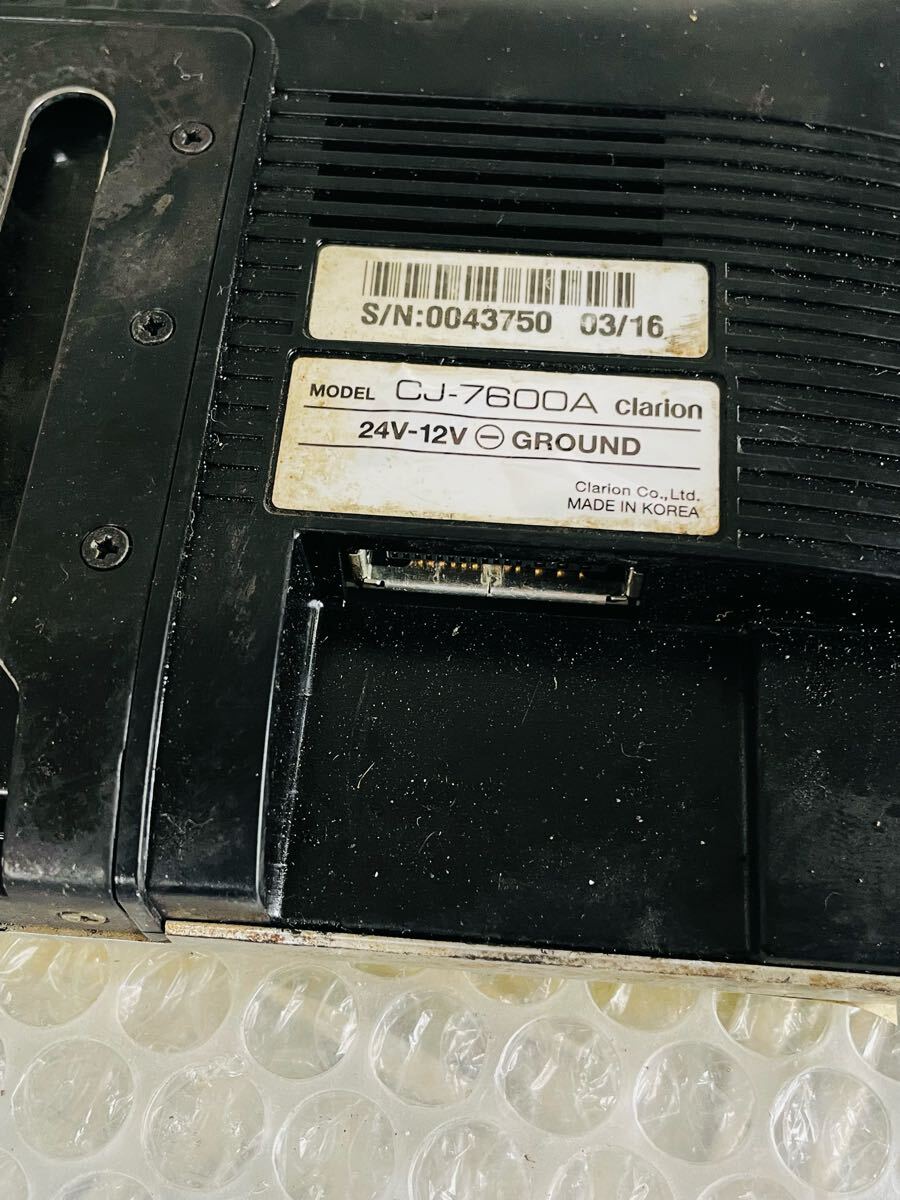 S/N:0043750 03/16
MODEL CJ-7600A clarion
24V-12V ⊖ GROUND
Clarion Co.,Ltd.
MADE IN KOREA